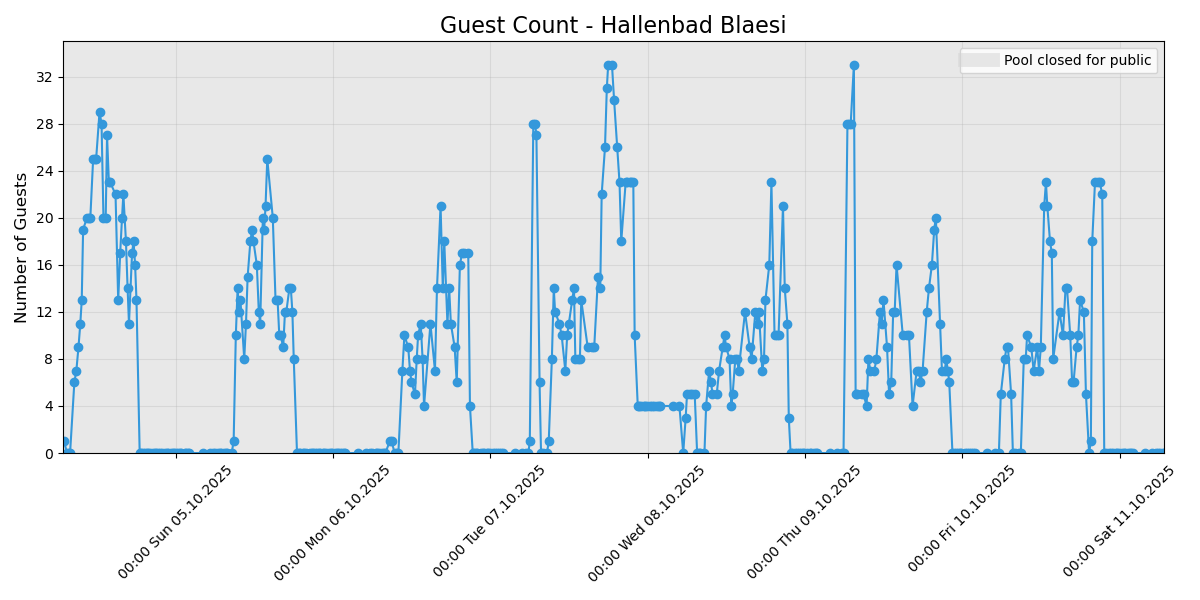 Guest Count - Hallenbad Blaesi
Pool closed for public
Number of Guests
32
28
24
20
16
12
8
4
0
00:00 Sun 05.10.2025
00:00 Mon 06.10.2025
00:00 Tue 07.10.2025
00:00 Wed 08.10.2025
00:00 Thu 09.10.2025
00:00 Fri 10.10.2025
00:00 Sat 11.10.2025